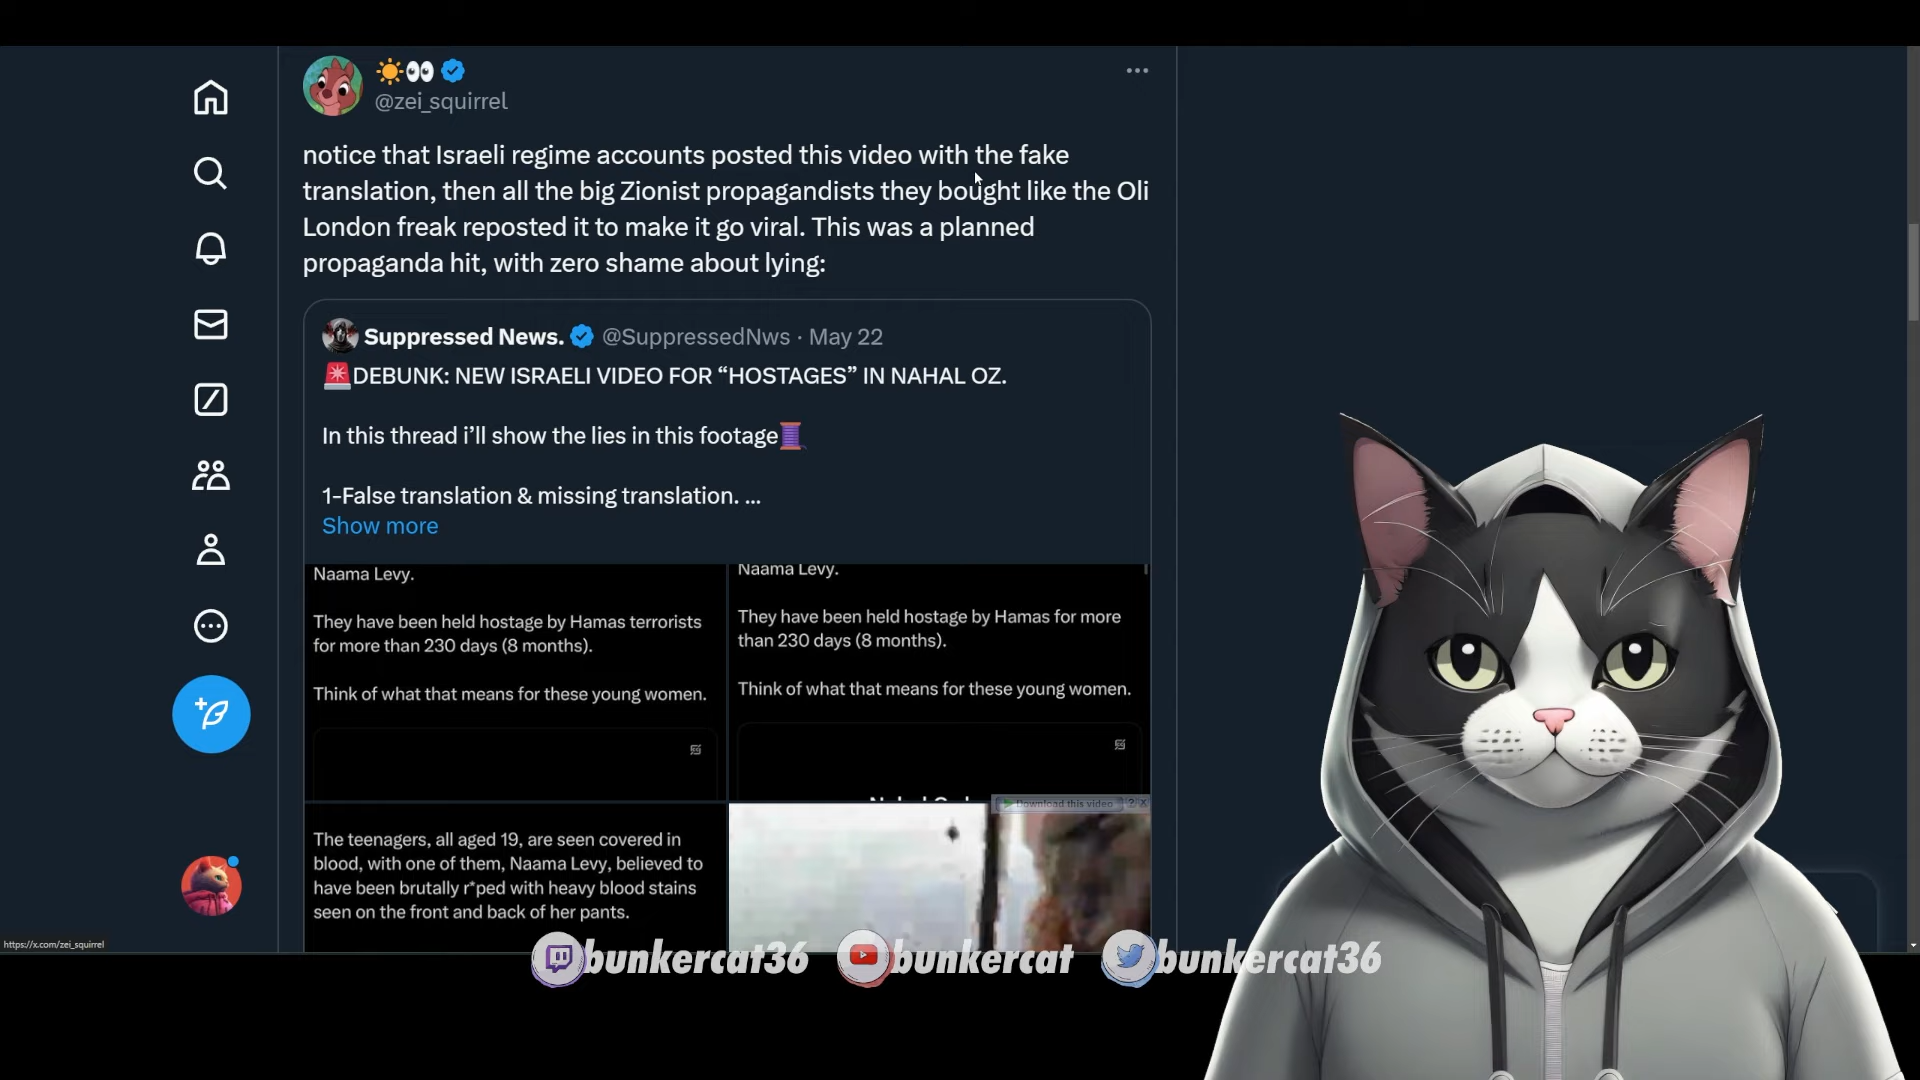 @zei_squirrel
notice that Israeli regime accounts posted this video with the fake
translation, then all the big Zionist propagandists they bought like the Oli
London freak reposted it to make it go viral. This was a planned
propaganda hit, with zero shame about lying:
Suppressed News. @SuppressedNws · May 22
🚨DEBUNK: NEW ISRAELI VIDEO FOR “HOSTAGES” IN NAHAL OZ.
In this thread i’ll show the lies in this footage🧵
1-False translation & missing translation. ...
Show more
Naama Levy.
They have been held hostage by Hamas terrorists
for more than 230 days (8 months).
Think of what that means for these young women.
Naama Levy.
They have been held hostage by Hamas for more
than 230 days (8 months).
Think of what that means for these young women.
The teenagers, all aged 19, are seen covered in
blood, with one of them, Naama Levy, believed to
have been brutally r*ped with heavy blood stains
seen on the front and back of her pants.
Download this video ? X
https://x.com/zei_squirrel
bunkercat36 bunkercat bunkercat36